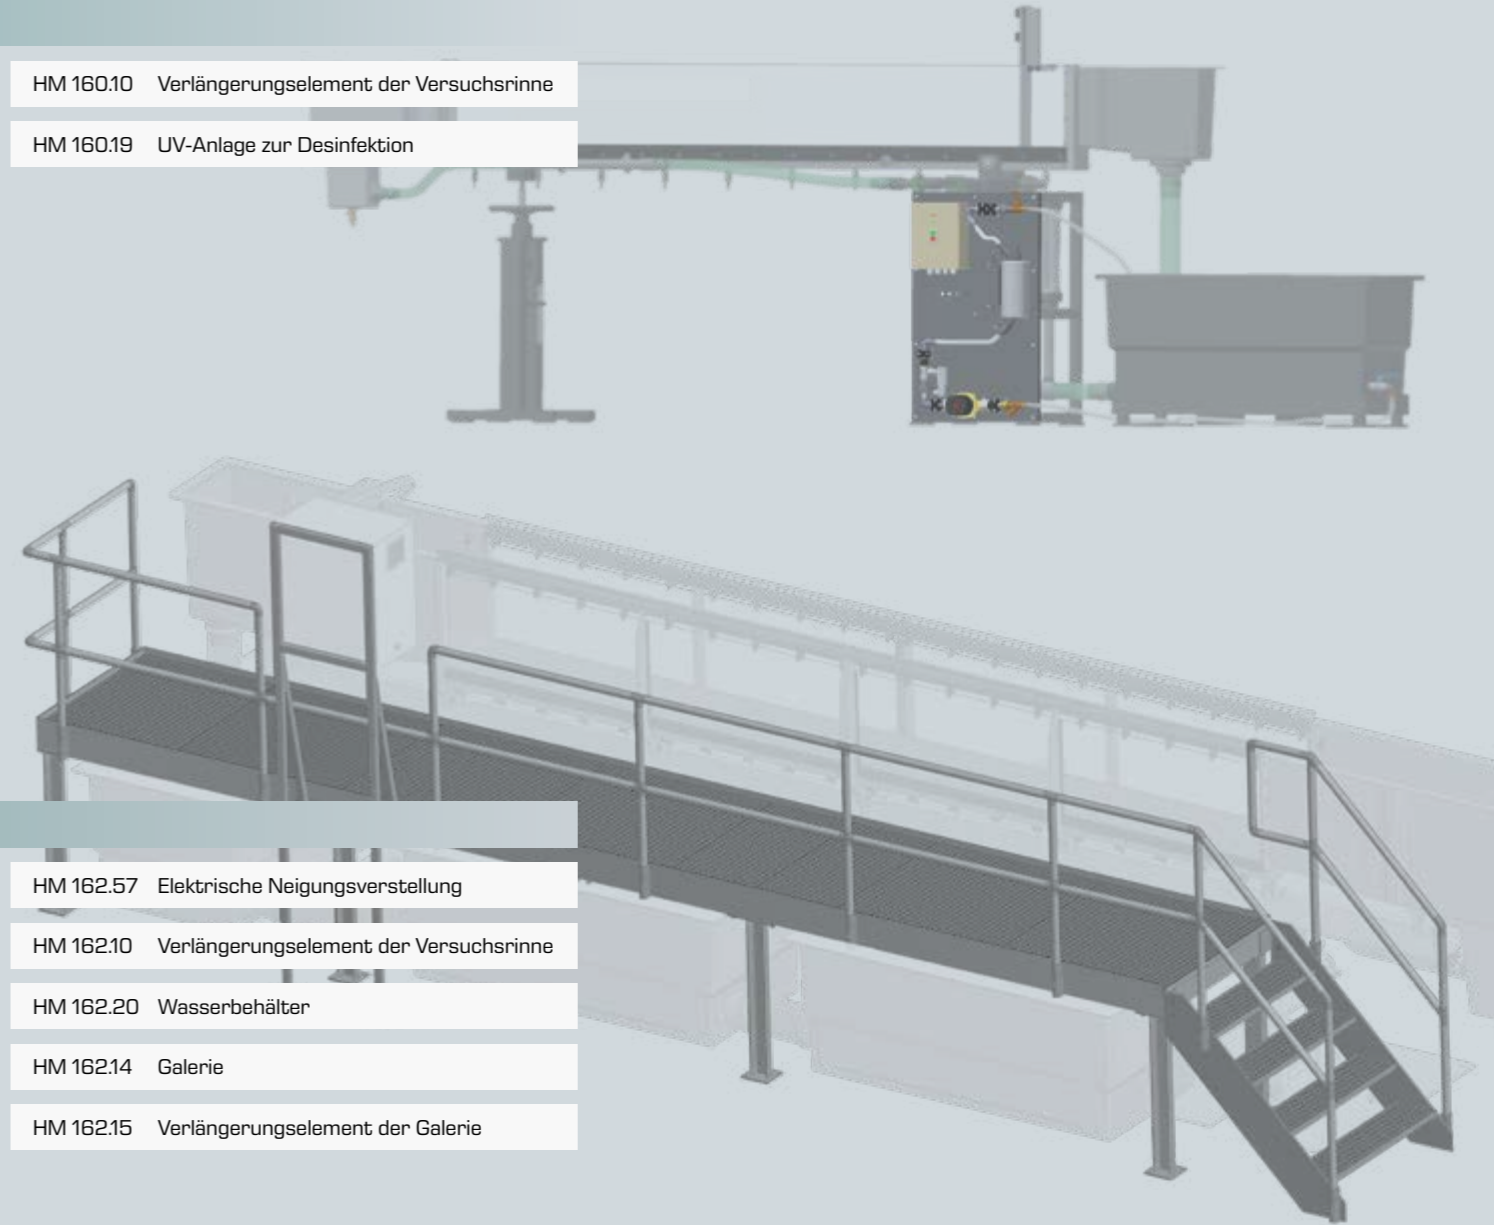 HM 160.10 Verlängerungselement der Versuchsrinne
HM 160.19 UV-Anlage zur Desinfektion
HM 162.57 Elektrische Neigungsverstellung
HM 162.10 Verlängerungselement der Versuchsrinne
HM 162.20 Wasserbehälter
HM 162.14 Galerie
HM 162.15 Verlängerungselement der Galerie